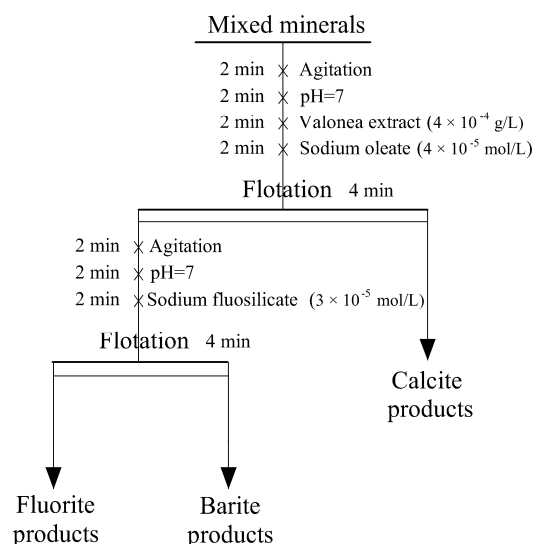 Mixed minerals
2 min Agitation
2 min pH=7
2 min Valonea extract (4 × 10⁻⁴ g/L)
2 min Sodium oleate (4 × 10⁻⁵ mol/L)
Flotation 4 min
2 min Agitation
2 min pH=7
2 min Sodium fluosilicate (3 × 10⁻⁵ mol/L)
Flotation 4 min
Calcite
products
Fluorite
products
Barite
products